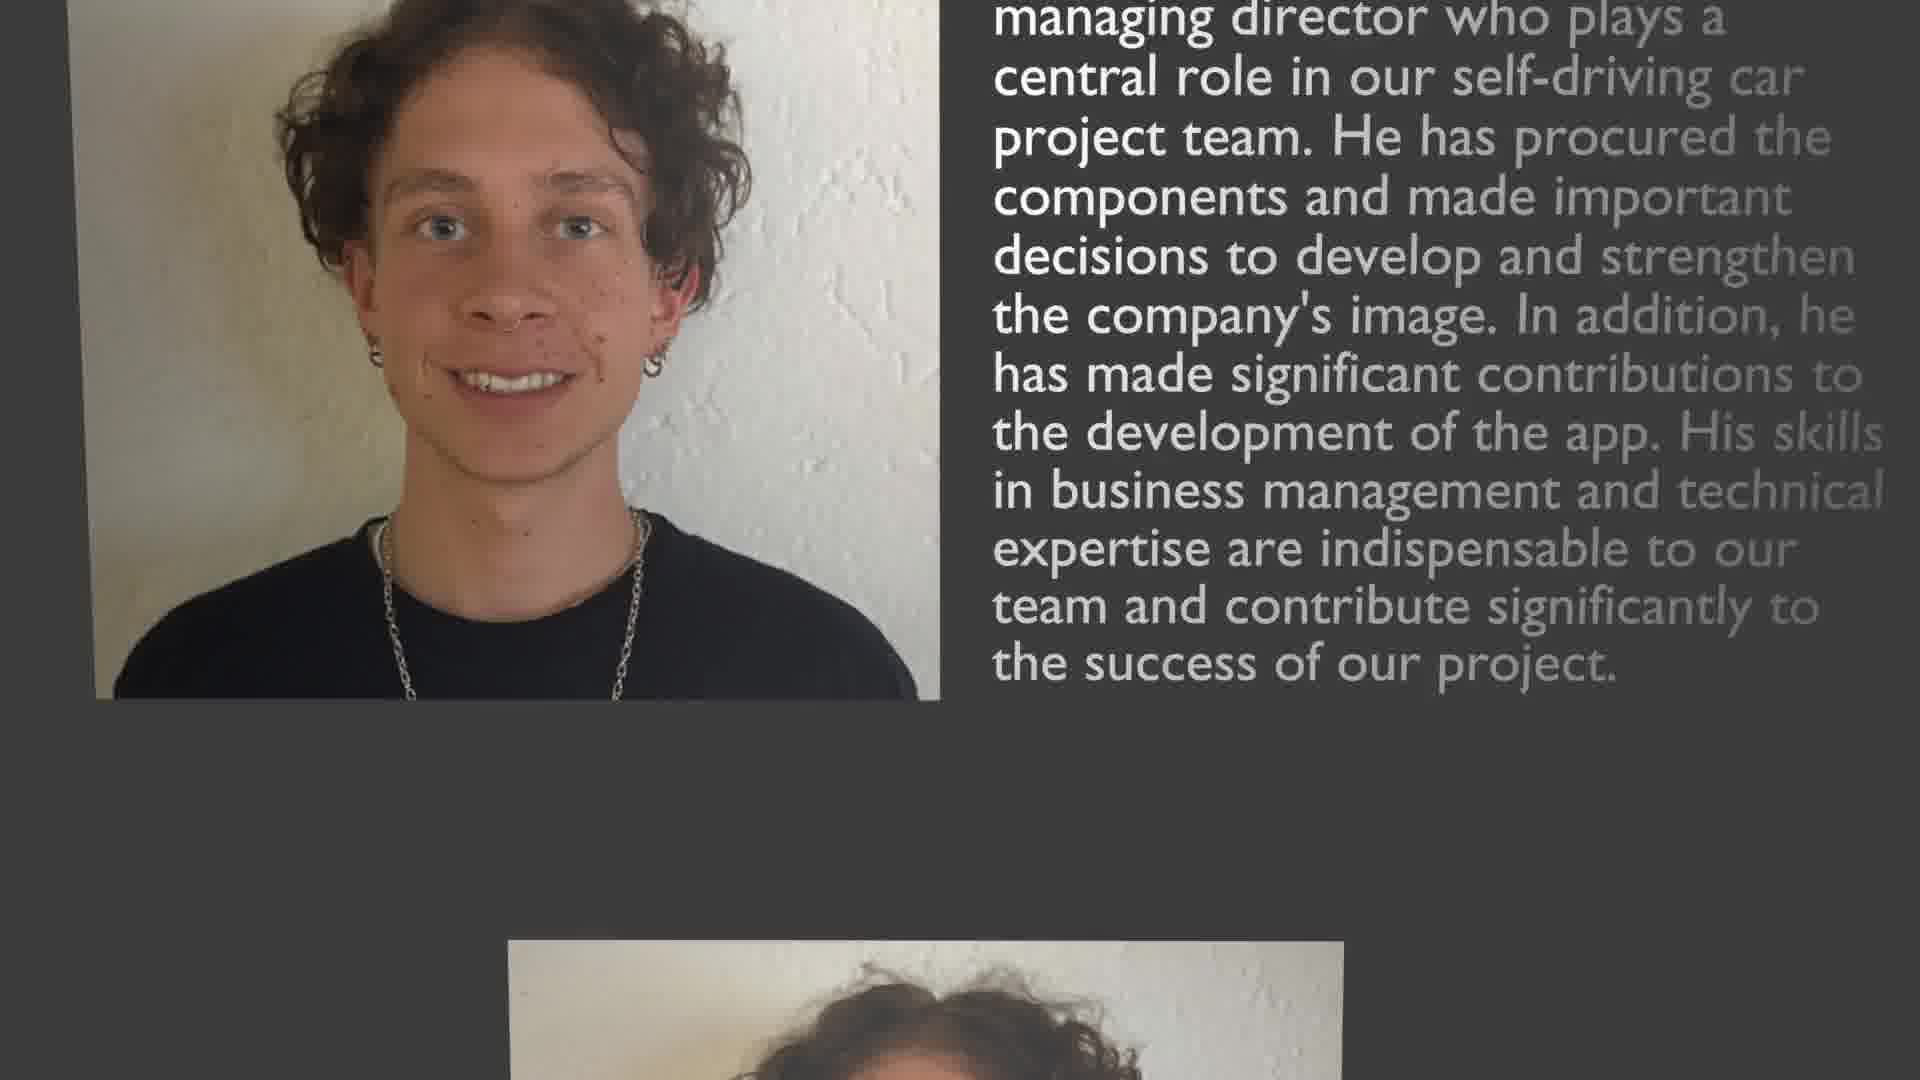 managing director who plays a
central role in our self-driving car
project team. He has procured the
components and made important
decisions to develop and strengthen
the company's image. In addition, he
has made significant contributions to
the development of the app. His skills
in business management and technical
expertise are indispensable to our
team and contribute significantly to
the success of our project.